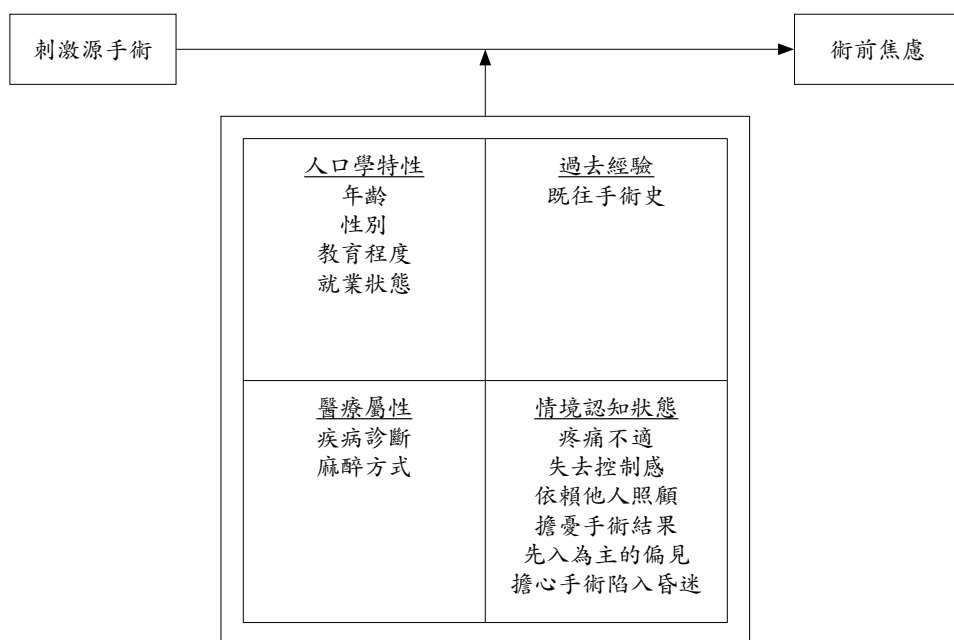 刺激源手術
術前焦慮
人口學特性
年齡
性別
教育程度
就業狀態
過去經驗
既往手術史
醫療屬性
疾病診斷
麻醉方式
情境認知狀態
疼痛不適
失去控制感
依賴他人照顧
擔憂手術結果
先入為主的偏見
擔心手術陷入昏迷